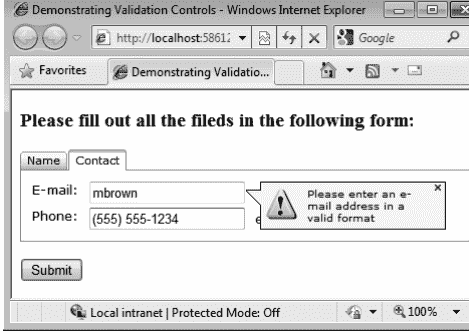 Demonstrating Validation Controls - Windows Internet Explorer
http://localhost:58612
Google
Favorites
Demonstrating Validatio...
Please fill out all the fileds in the following form:
Name Contact
E-mail: mbrown
Please enter an e-
mail address in a
valid format
Phone: (555) 555-1234 e
Submit
Local intranet | Protected Mode: Off
100%